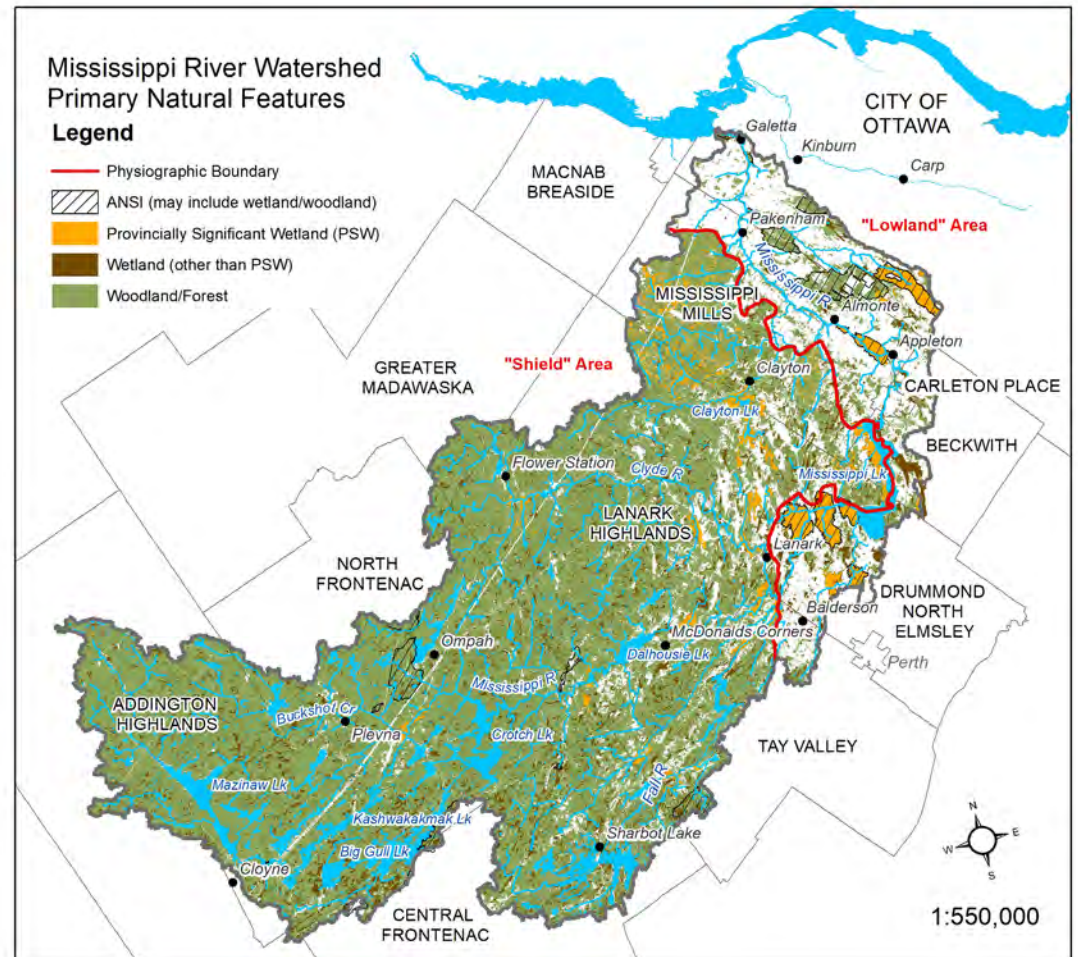 Mississippi River Watershed
Primary Natural Features
Legend
Physiographic Boundary
ANSI (may include wetland/woodland)
Provincially Significant Wetland (PSW)
Wetland (other than PSW)
Woodland/Forest
CITY OF
OTTAWA
Galetta
Kinburn
Carp
MACNAB
BREASIDE
Pakenham
"Lowland" Area
Mississippi R
MISSISSIPPI
MILLS
Almonte
Appleton
"Shield" Area
GREATER
MADAWASKA
Clayton
CARLETON PLACE
Clayton Lk
BECKWITH
Flower Station
Clyde R
Mississippi Lk
LANARK
HIGHLANDS
Lanark
NORTH
FRONTENAC
DRUMMOND
NORTH
ELMSLEY
Balderson
McDonalds Corners
Dalhousie Lk
Perth
Ompah
Mississippi R
ADDINGTON
HIGHLANDS
Buckshot Cr
Plevna
Crotch Lk
TAY VALLEY
Fall R
Mazinaw Lk
Kashwakakmak Lk
Sharbot Lake
Big Gull Lk
Cloyne
CENTRAL
FRONTENAC
N
E
W
S
1:550,000